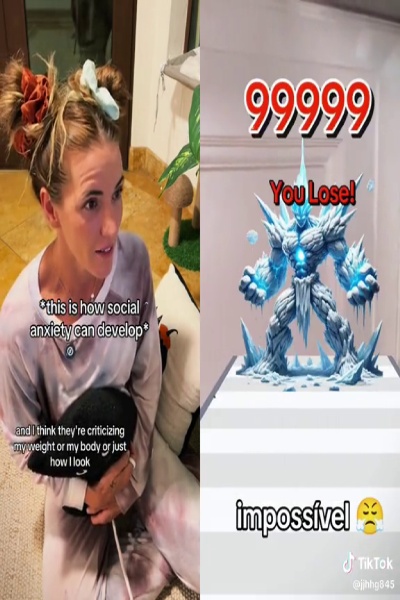 *this is how social
anxiety can develop*
and I think they're criticizing
my weight or my body or just
how I look
99999
You Lose!
impossível
TikTok
@jjhhg845